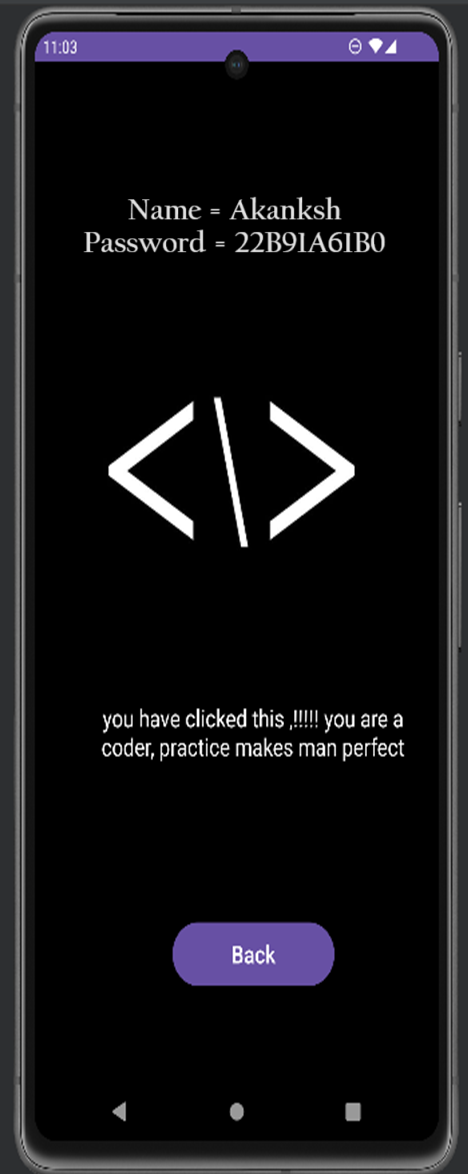 11:03
Name = Akanksh
Password = 22B91A61B0
<\>
you have clicked this ,!!!!! you are a
coder, practice makes man perfect
Back